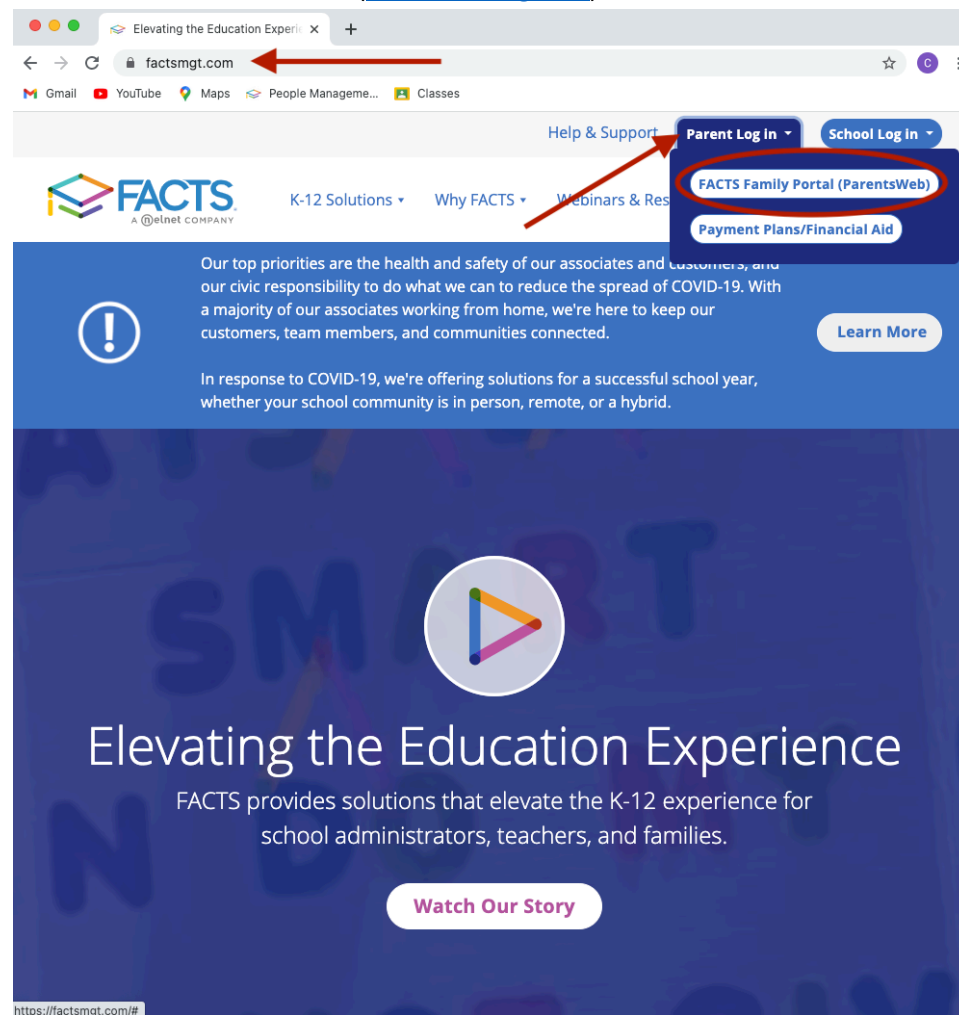 Elevating the Education Experi
factsmgt.com
C
Gmail YouTube Maps People Manageme... Classes
Help & Support Parent Log in School Log in
FACTS Family Portal (ParentsWeb)
FACTS K-12 Solutions Why FACTS Webinars & Res
A nelnet COMPANY
Payment Plans/Financial Aid
Our top priorities are the health and safety of our associates and customers, and
our civic responsibility to do what we can to reduce the spread of COVID-19. With
a majority of our associates working from home, we're here to keep our
customers, team members, and communities connected.
Learn More
In response to COVID-19, we're offering solutions for a successful school year,
whether your school community is in person, remote, or a hybrid.
SMART
Elevating the Education Experience
FACTS provides solutions that elevate the K-12 experience for
school administrators, teachers, and families.
N DO MY
Watch Our Story
https://factsmgt.com/#